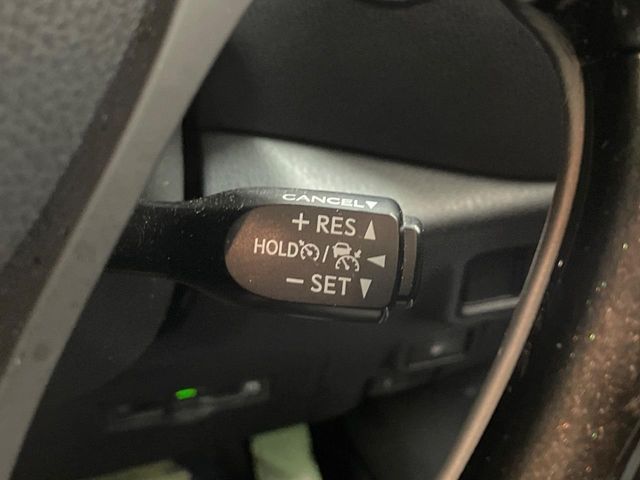 CANCEL▼
+ RES ▲
HOLD / ◀
− SET ▼